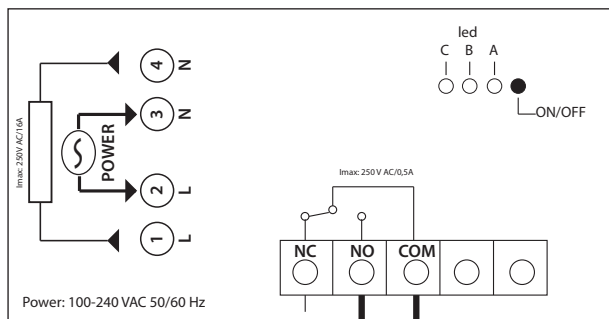 led
C B A
ON/OFF
4 N
3 N
Imax: 250V AC/16A
POWER
2 L
1 L
Imax: 250 V AC/0,5A
NC NO COM
Power: 100-240 VAC 50/60 Hz